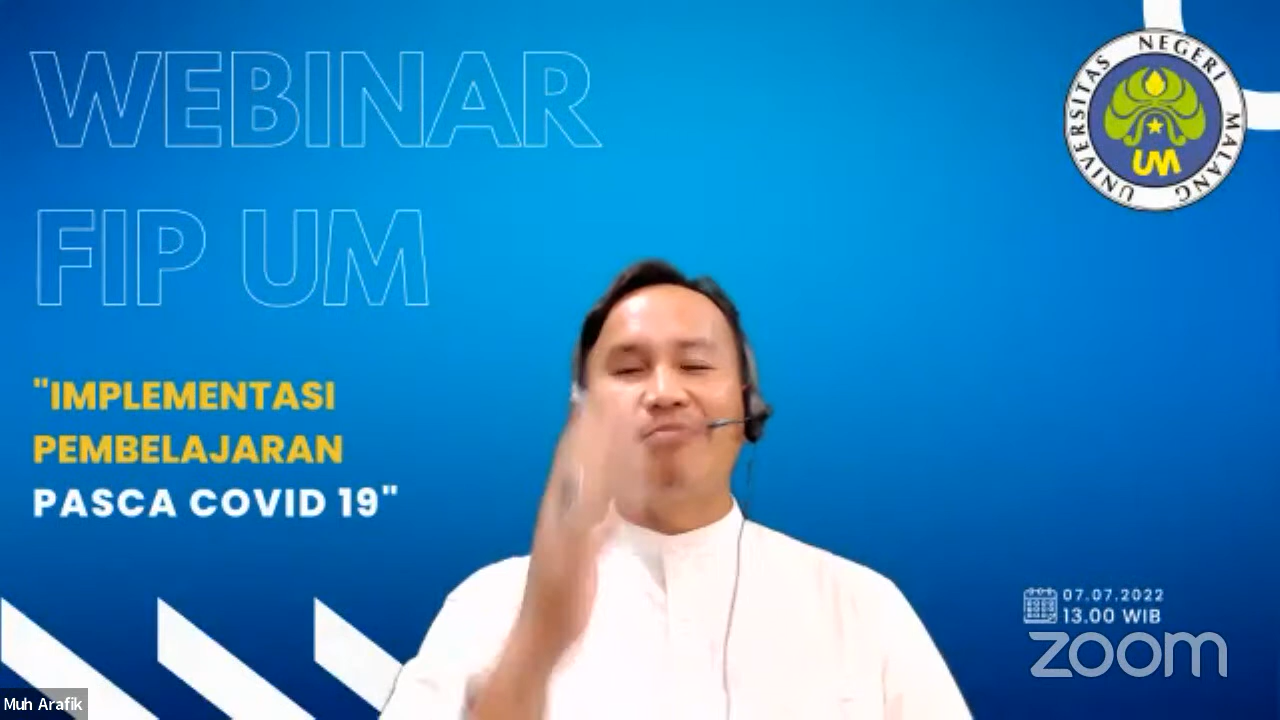 WEBINAR
FIP UM
"IMPLEMENTASI
PEMBELAJARAN
PASCA COVID 19"
UNIVERSITAS NEGERI MALANG
UM
07.07.2022
13.00 WIB
zoom
Muh Arafik